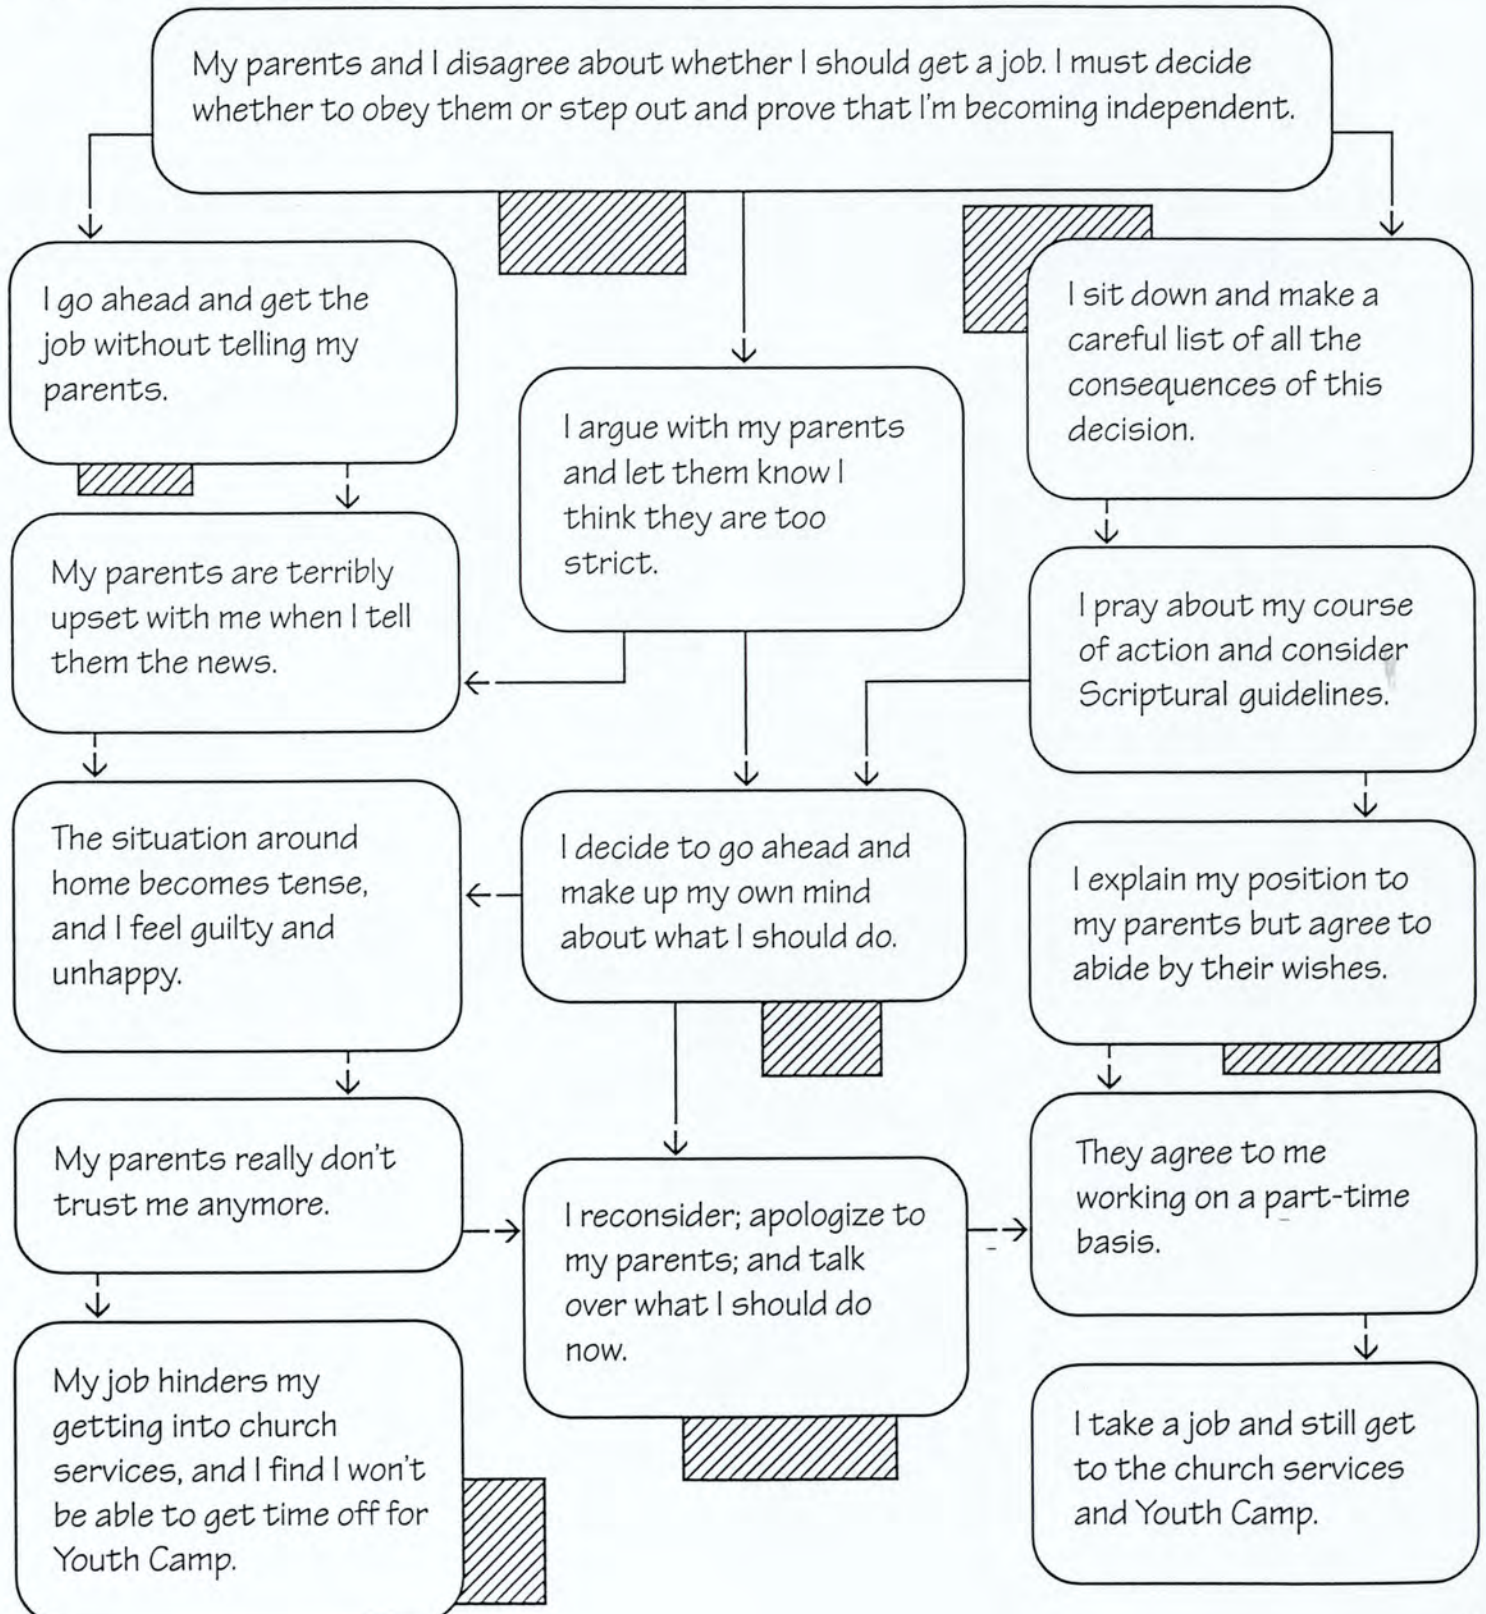 My parents and I disagree about whether I should get a job. I must decide
whether to obey them or step out and prove that I'm becoming independent.
I go ahead and get the
job without telling my
parents.
I argue with my parents
and let them know I
think they are too
strict.
I sit down and make a
careful list of all the
consequences of this
decision.
My parents are terribly
upset with me when I tell
them the news.
I pray about my course
of action and consider
Scriptural guidelines.
The situation around
home becomes tense,
and I feel guilty and
unhappy.
I decide to go ahead and
make up my own mind
about what I should do.
I explain my position to
my parents but agree to
abide by their wishes.
My parents really don't
trust me anymore.
I reconsider; apologize to
my parents; and talk
over what I should do
now.
They agree to me
working on a part-time
basis.
My job hinders my
getting into church
services, and I find I won't
be able to get time off for
Youth Camp.
I take a job and still get
to the church services
and Youth Camp.